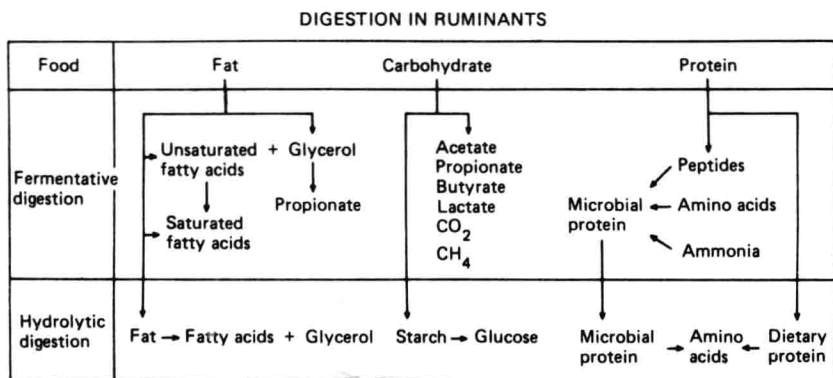 DIGESTION IN RUMINANTS
Food Fat Carbohydrate Protein
Fermentative
digestion
Unsaturated + Glycerol
fatty acids
Propionate
Saturated
fatty acids
Acetate
Propionate
Butyrate
Lactate
CO2
CH4
Peptides
Microbial
protein
Amino acids
Ammonia
Hydrolytic
digestion
Fat → Fatty acids + Glycerol
Starch → Glucose
Microbial
protein
Amino
acids
Dietary
protein